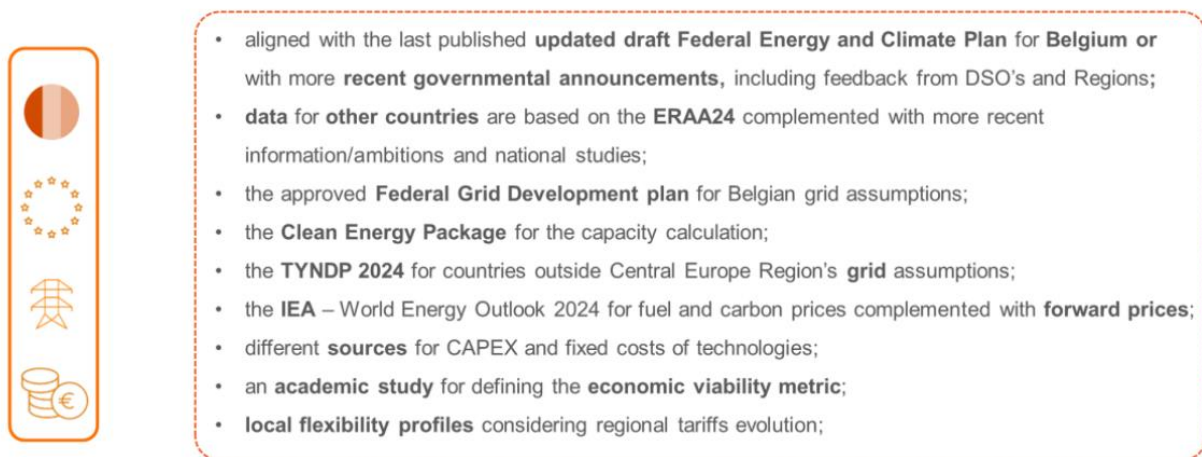 • aligned with the last published updated draft Federal Energy and Climate Plan for Belgium or
with more recent governmental announcements, including feedback from DSO's and Regions;
• data for other countries are based on the ERAA24 complemented with more recent
information/ambitions and national studies;
• the approved Federal Grid Development plan for Belgian grid assumptions;
• the Clean Energy Package for the capacity calculation;
• the TYNDP 2024 for countries outside Central Europe Region's grid assumptions;
• the IEA – World Energy Outlook 2024 for fuel and carbon prices complemented with forward prices;
• different sources for CAPEX and fixed costs of technologies;
• an academic study for defining the economic viability metric;
• local flexibility profiles considering regional tariffs evolution;
€